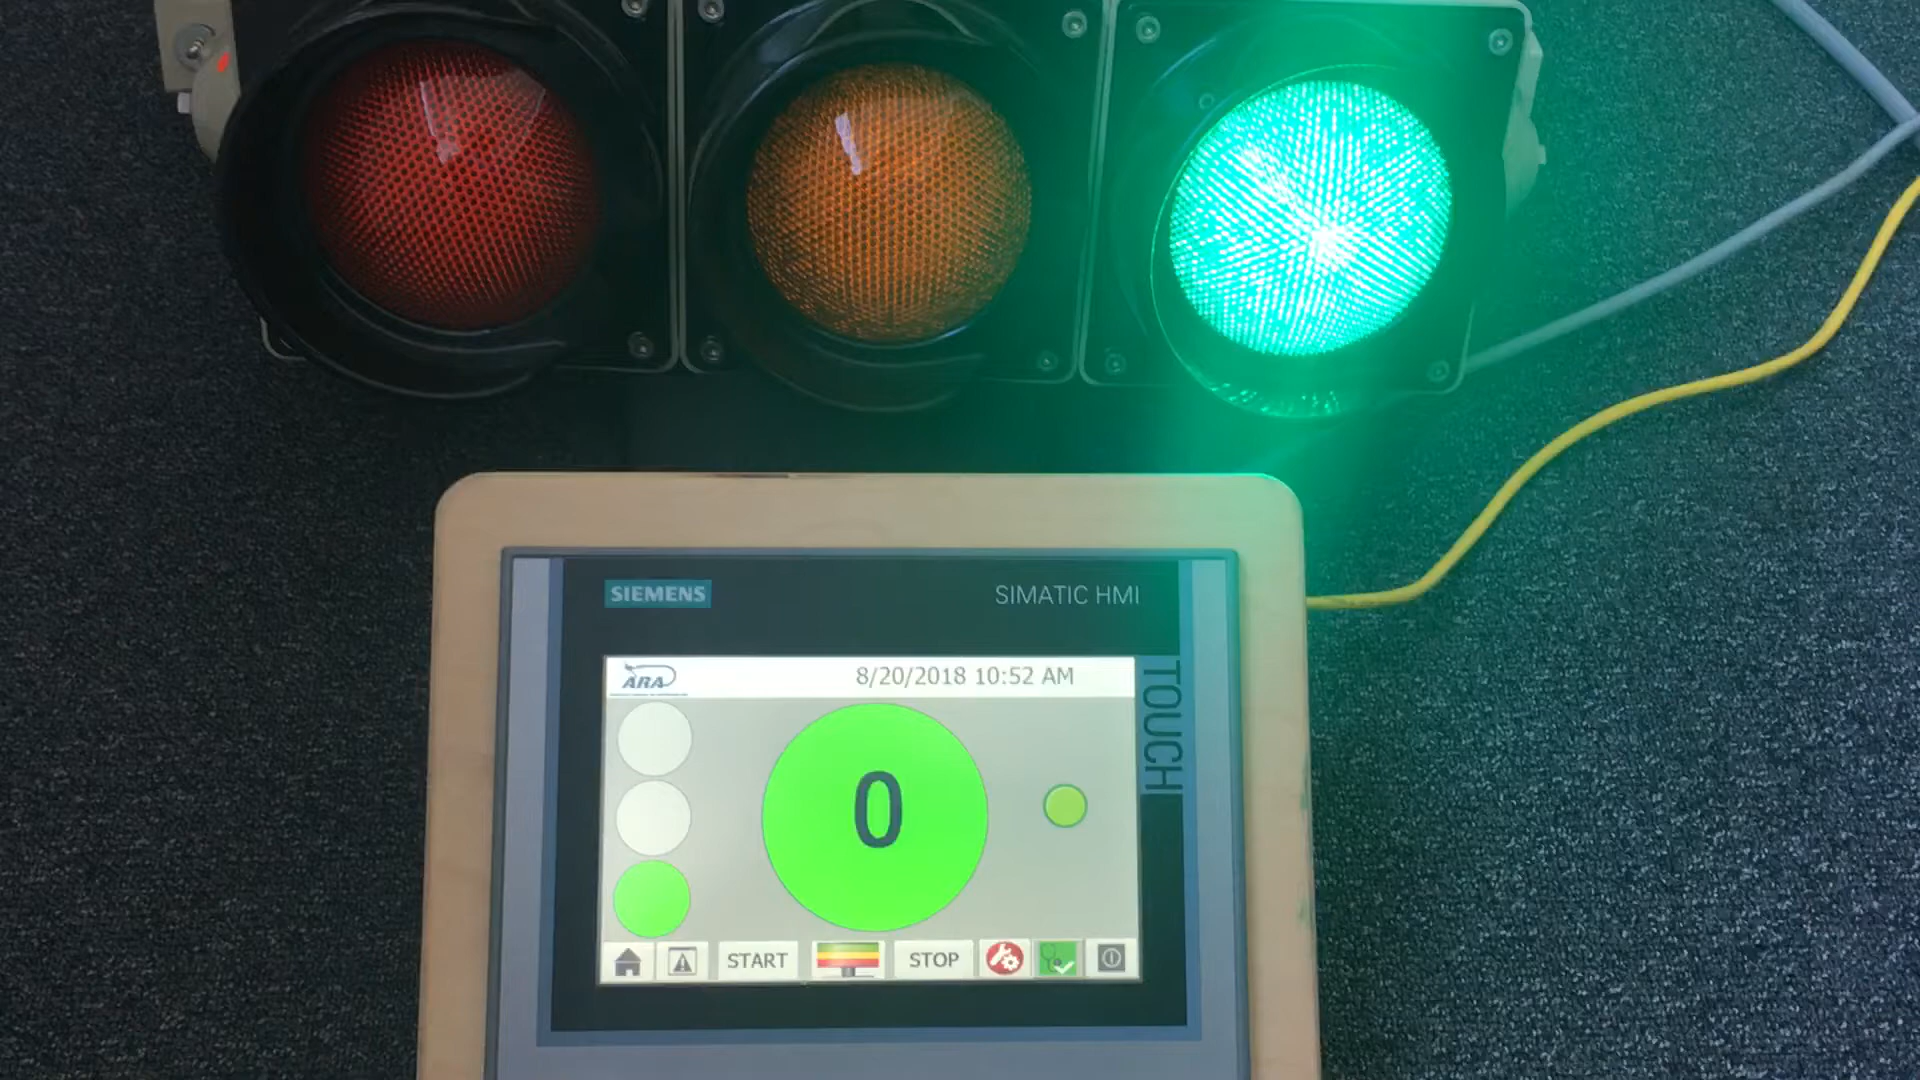 SIEMENS
SIMATIC HMI
TOUCH
ARA
8/20/2018 10:52 AM
0
START
STOP